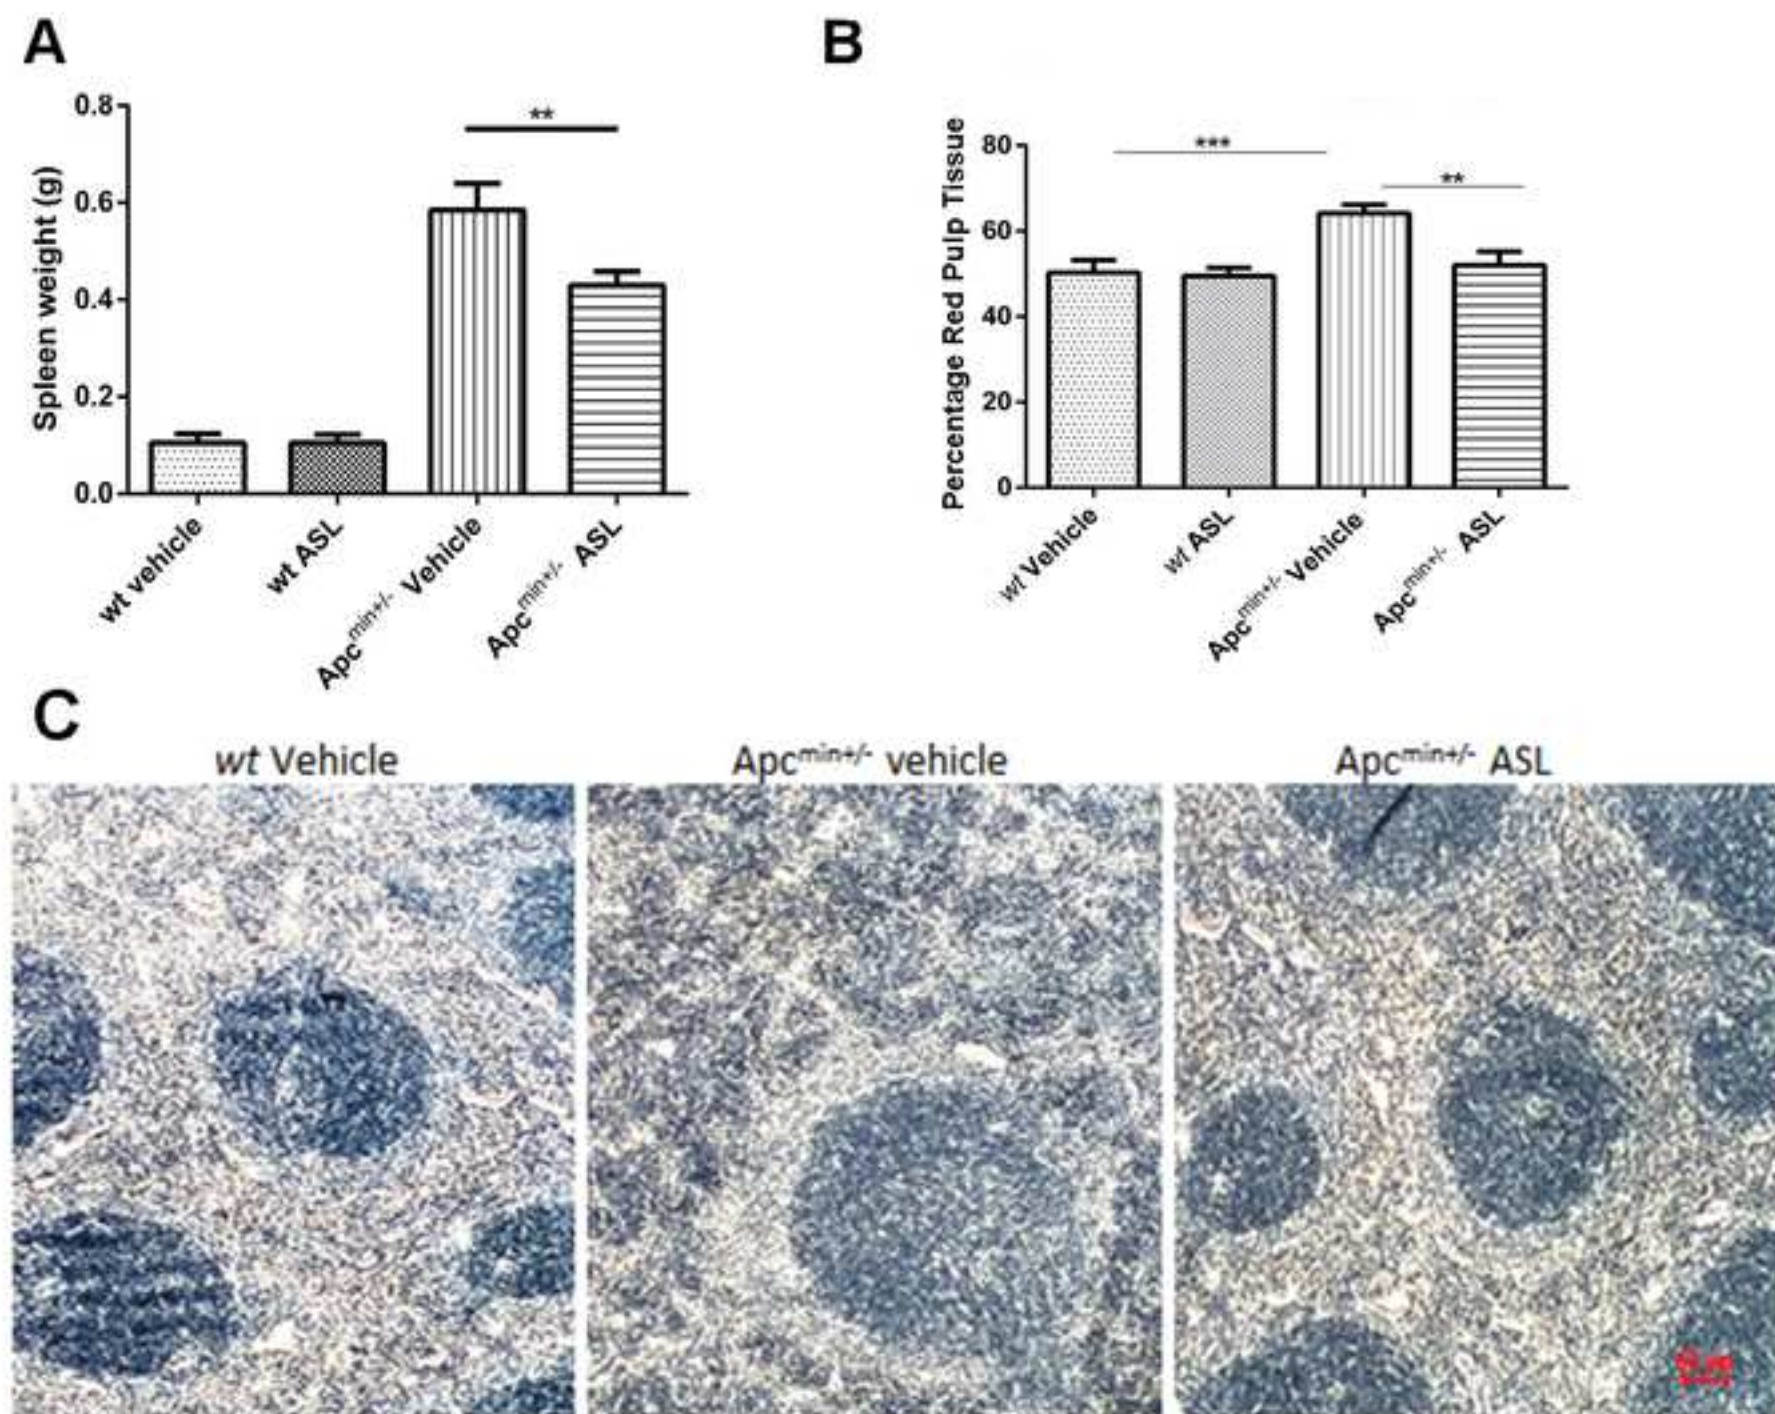 A
B
0.8
0.6
0.4
0.2
0.0
Spleen weight (g)
**
wt vehicle
wt ASL
Apcmin+/- Vehicle
Apcmin+/- ASL
80
60
40
20
0
Percentage Red Pulp Tissue
***
**
wt Vehicle
wt ASL
Apcmin+/- Vehicle
Apcmin+/- ASL
C
wt Vehicle
Apcmin+/- vehicle
Apcmin+/- ASL